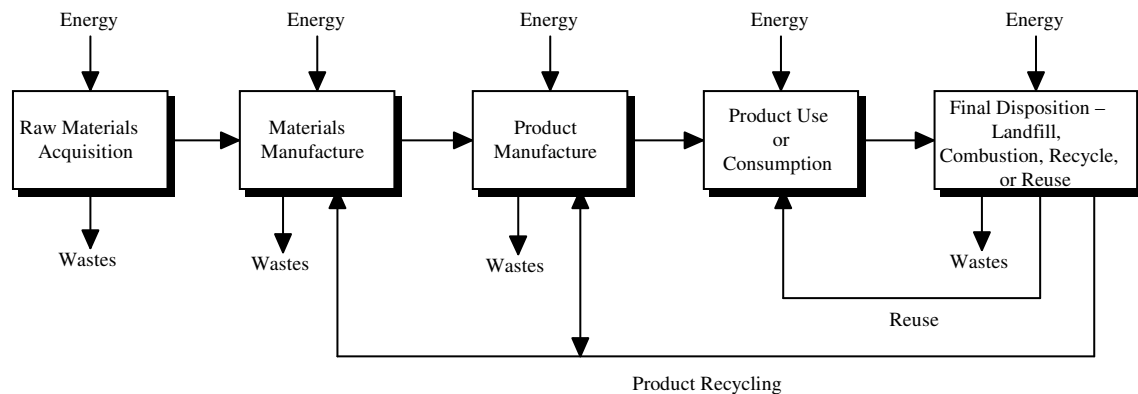 Energy
Energy
Energy
Energy
Energy
Raw Materials
Acquisition
Materials
Manufacture
Product
Manufacture
Product Use
or
Consumption
Final Disposition –
Landfill,
Combustion, Recycle,
or Reuse
Wastes
Wastes
Wastes
Wastes
Reuse
Product Recycling